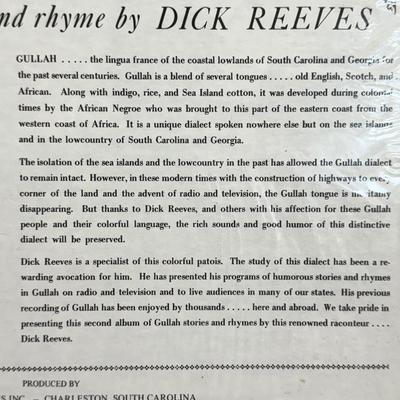 nd rhyme by DICK REEVES
GULLAH . . . . . the lingua france of the coastal lowlands of South Carolina and Georgia for
the past several centuries. Gullah is a blend of several tongues . . . . . old English, Scotch, and
African. Along with indigo, rice, and Sea Island cotton, it was developed during colonial
times by the African Negroe who was brought to this part of the eastern coast from the
western coast of Africa. It is a unique dialect spoken nowhere else but on the sea islands
and in the lowcountry of South Carolina and Georgia.
The isolation of the sea islands and the lowcountry in the past has allowed the Gullah dialect
to remain intact. However, in these modern times with the construction of highways to every
corner of the land and the advent of radio and television, the Gullah tongue is
disappearing. But thanks to Dick Reeves, and others with his affection for these Gullah
people and their colorful language, the rich sounds and good humor of this distinctive
dialect will be preserved.
Dick Reeves is a specialist of this colorful patois. The study of this dialect has been a re-
warding avocation for him. He has presented his programs of humorous stories and rhymes
in Gullah on radio and television and to live audiences in many of our states. His previous
recording of Gullah has been enjoyed by thousands . . . . . here and abroad. We take pride in
presenting this second album of Gullah stories and rhymes by this renowned raconteur . . . .
Dick Reeves.
PRODUCED BY
S INC. — CHARLESTON, SOUTH CAROLINA